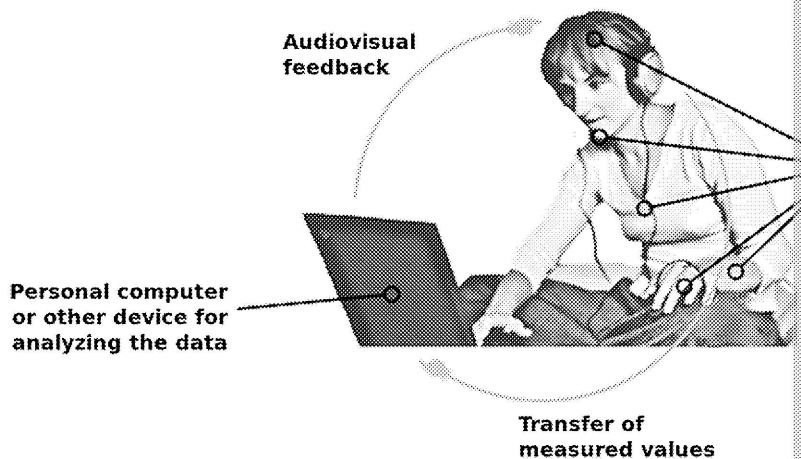 Audiovisual
feedback
Personal computer
or other device for
analyzing the data
Transfer of
measured values